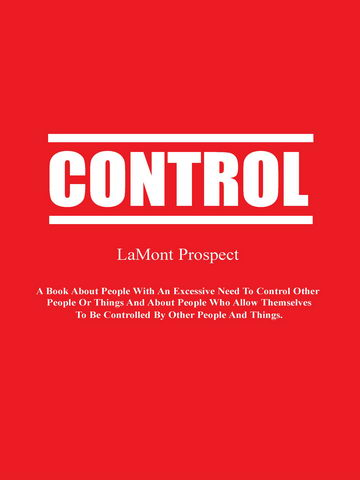 CONTROL
LaMont Prospect
A Book About People With An Excessive Need To Control Other
People Or Things And About People Who Allow Themselves
To Be Controlled By Other People And Things.